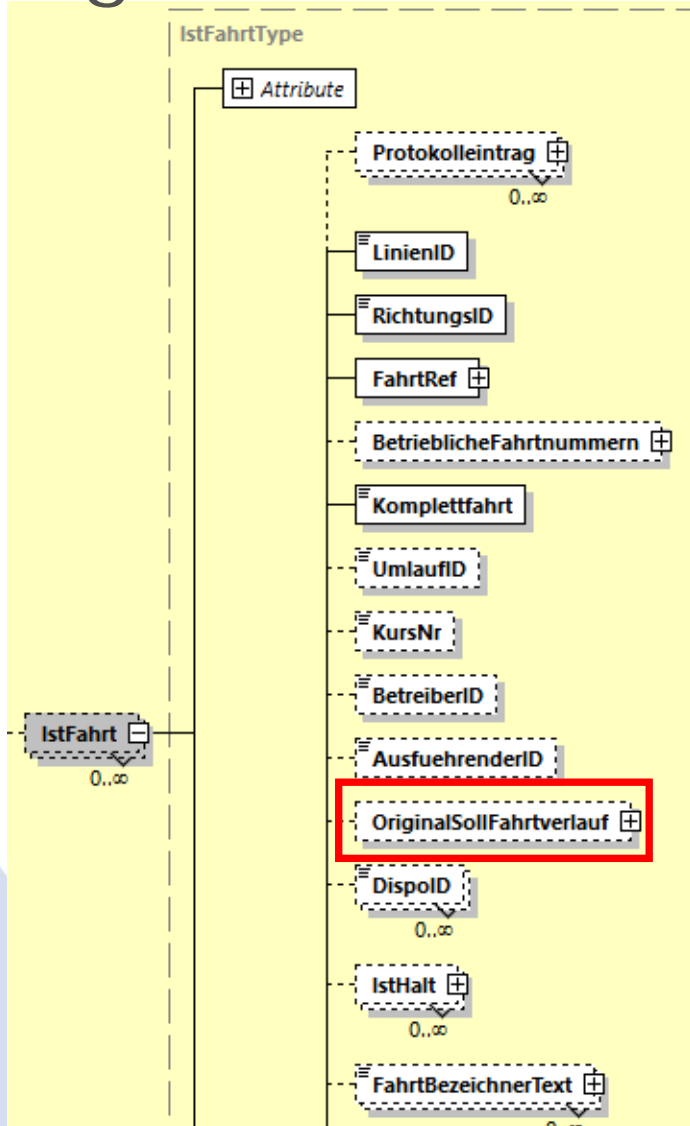 IstFahrtType
Attribute
Protokolleintrag
0..∞
LinienID
RichtungsID
FahrtRef
BetrieblicheFahrtnummern
Komplettfahrt
UmlaufID
KursNr
BetreiberID
IstFahrt
0..∞
AusfuehrenderID
OriginalSollFahrtverlauf
DispoID
0..∞
IstHalt
0..∞
FahrtBezeichnerText